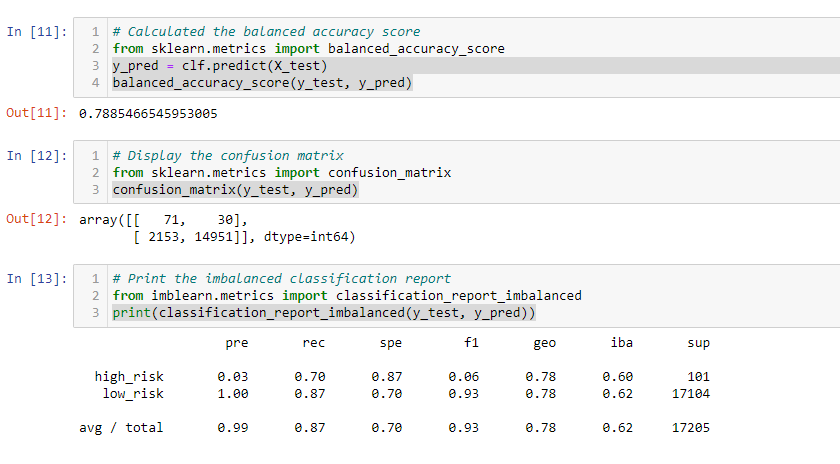 In [11]: 1 # Calculated the balanced accuracy score
2 from sklearn.metrics import balanced_accuracy_score
3 y_pred = clf.predict(X_test)
4 balanced_accuracy_score(y_test, y_pred)
Out[11]: 0.7885466545953005
In [12]: 1 # Display the confusion matrix
2 from sklearn.metrics import confusion_matrix
3 confusion_matrix(y_test, y_pred)
Out[12]: array([[ 71, 30],
[ 2153, 14951]], dtype=int64)
In [13]: 1 # Print the imbalanced classification report
2 from imblearn.metrics import classification_report_imbalanced
3 print(classification_report_imbalanced(y_test, y_pred))
pre rec spe f1 geo iba sup
high_risk 0.03 0.70 0.87 0.06 0.78 0.60 101
low_risk 1.00 0.87 0.70 0.93 0.78 0.62 17104
avg / total 0.99 0.87 0.70 0.93 0.78 0.62 17205